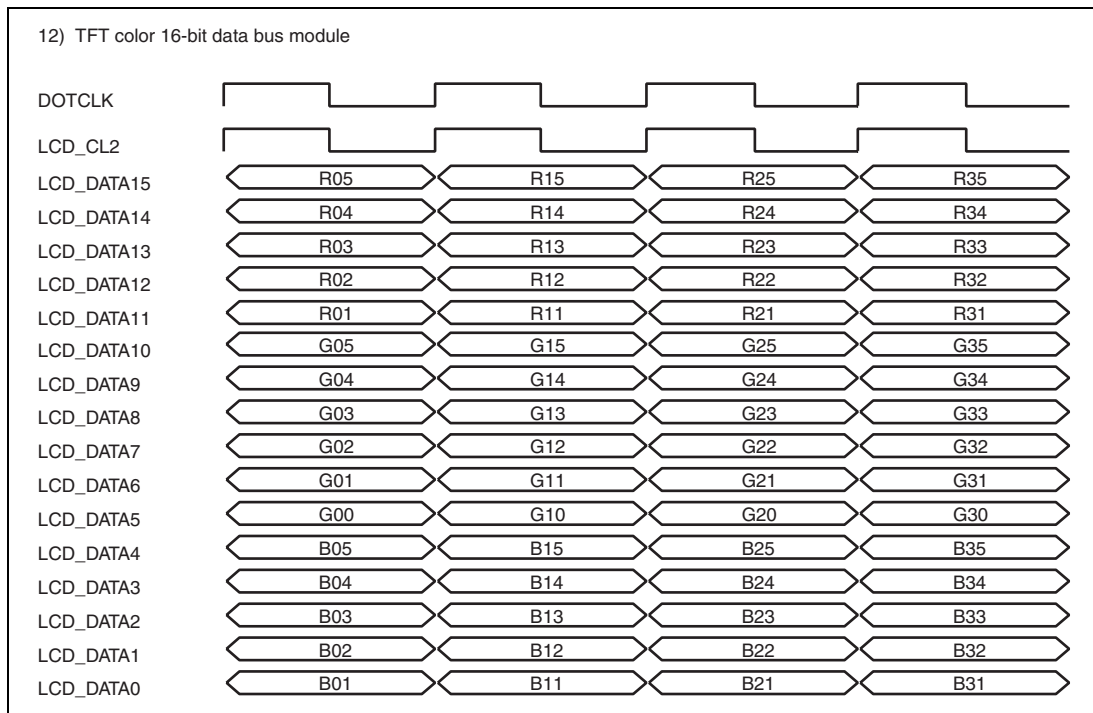 12) TFT color 16-bit data bus module
DOTCLK
LCD_CL2
LCD_DATA15 R05 R15 R25 R35
LCD_DATA14 R04 R14 R24 R34
LCD_DATA13 R03 R13 R23 R33
LCD_DATA12 R02 R12 R22 R32
LCD_DATA11 R01 R11 R21 R31
LCD_DATA10 G05 G15 G25 G35
LCD_DATA9 G04 G14 G24 G34
LCD_DATA8 G03 G13 G23 G33
LCD_DATA7 G02 G12 G22 G32
LCD_DATA6 G01 G11 G21 G31
LCD_DATA5 G00 G10 G20 G30
LCD_DATA4 B05 B15 B25 B35
LCD_DATA3 B04 B14 B24 B34
LCD_DATA2 B03 B13 B23 B33
LCD_DATA1 B02 B12 B22 B32
LCD_DATA0 B01 B11 B21 B31